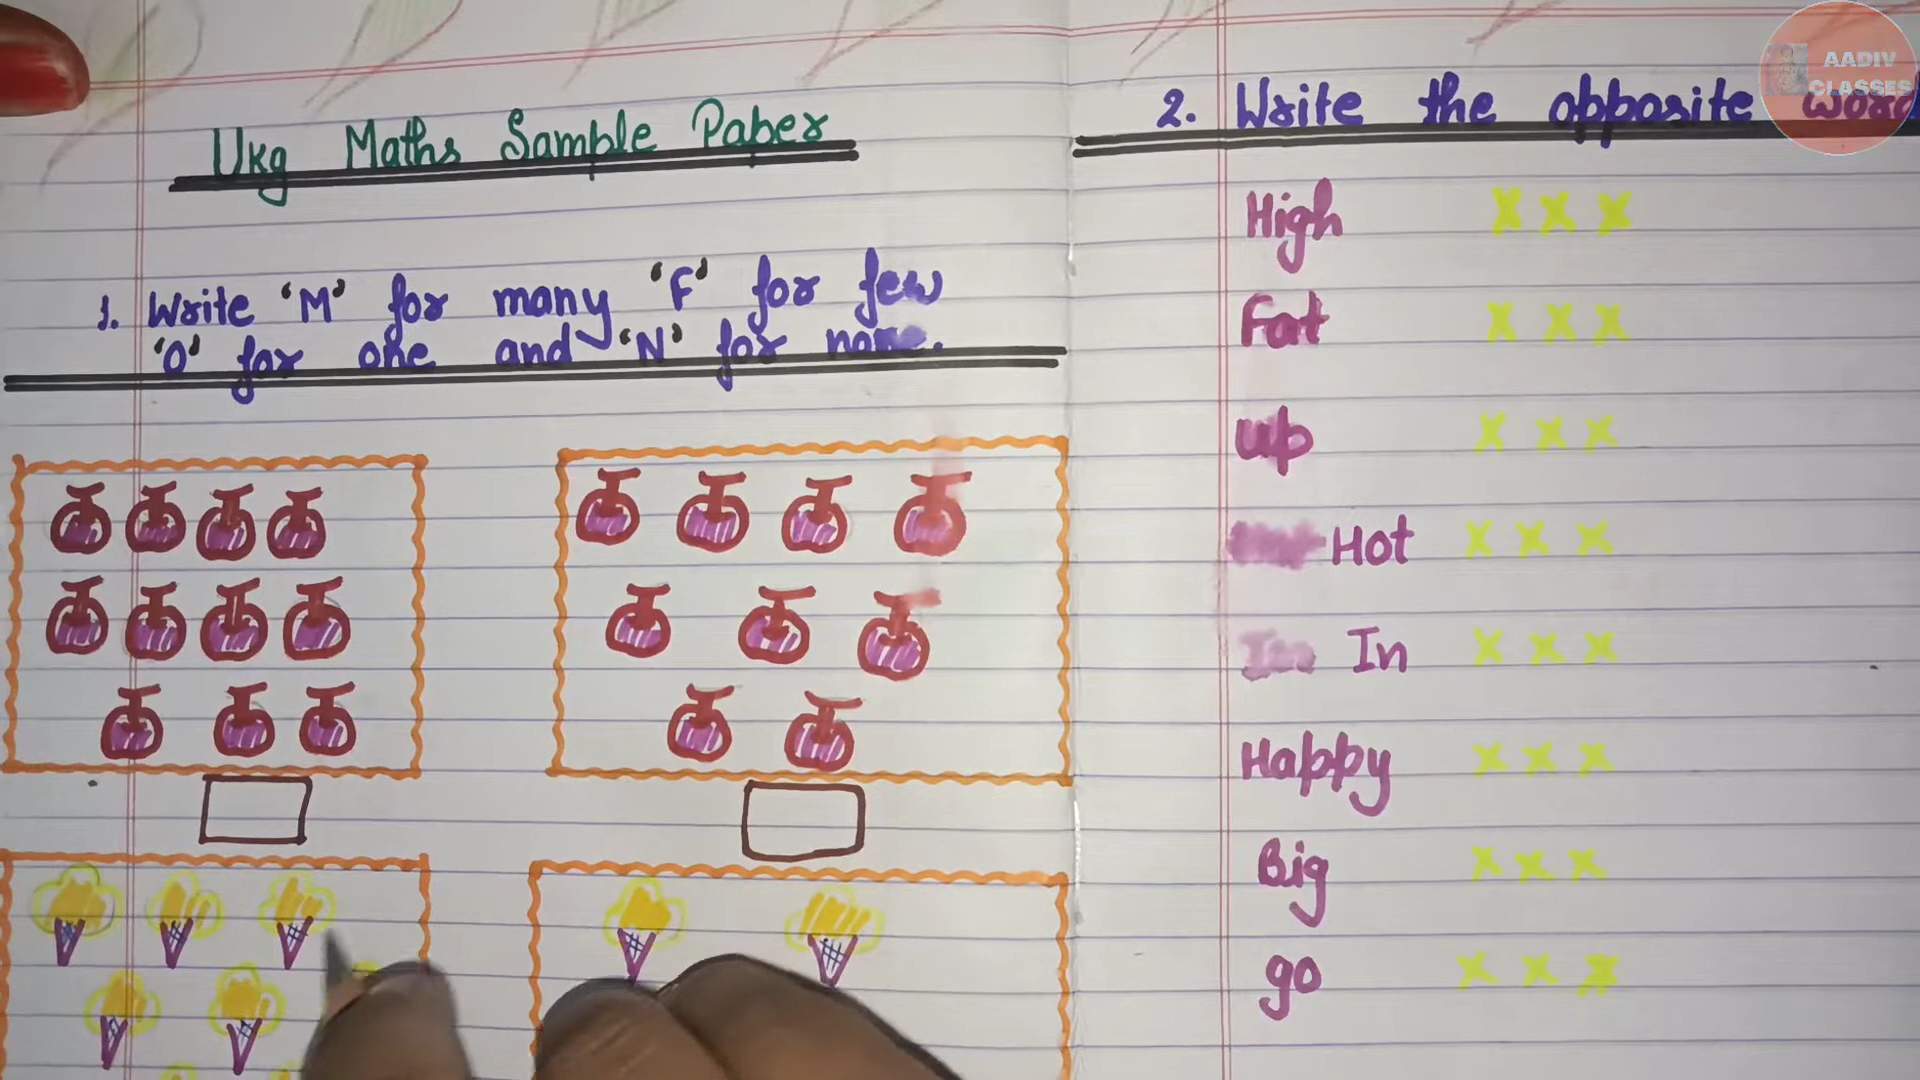 Ukg Maths Sample Paper
1. Write 'M' for many 'F' for few
'O' for one and 'N' for none.
2. Write the opposite
High x x x
Fat x x x
up x x x
Hot x x x
In x x x
Happy x x x
Big x x x
go x x x
AADIV
CLASSES